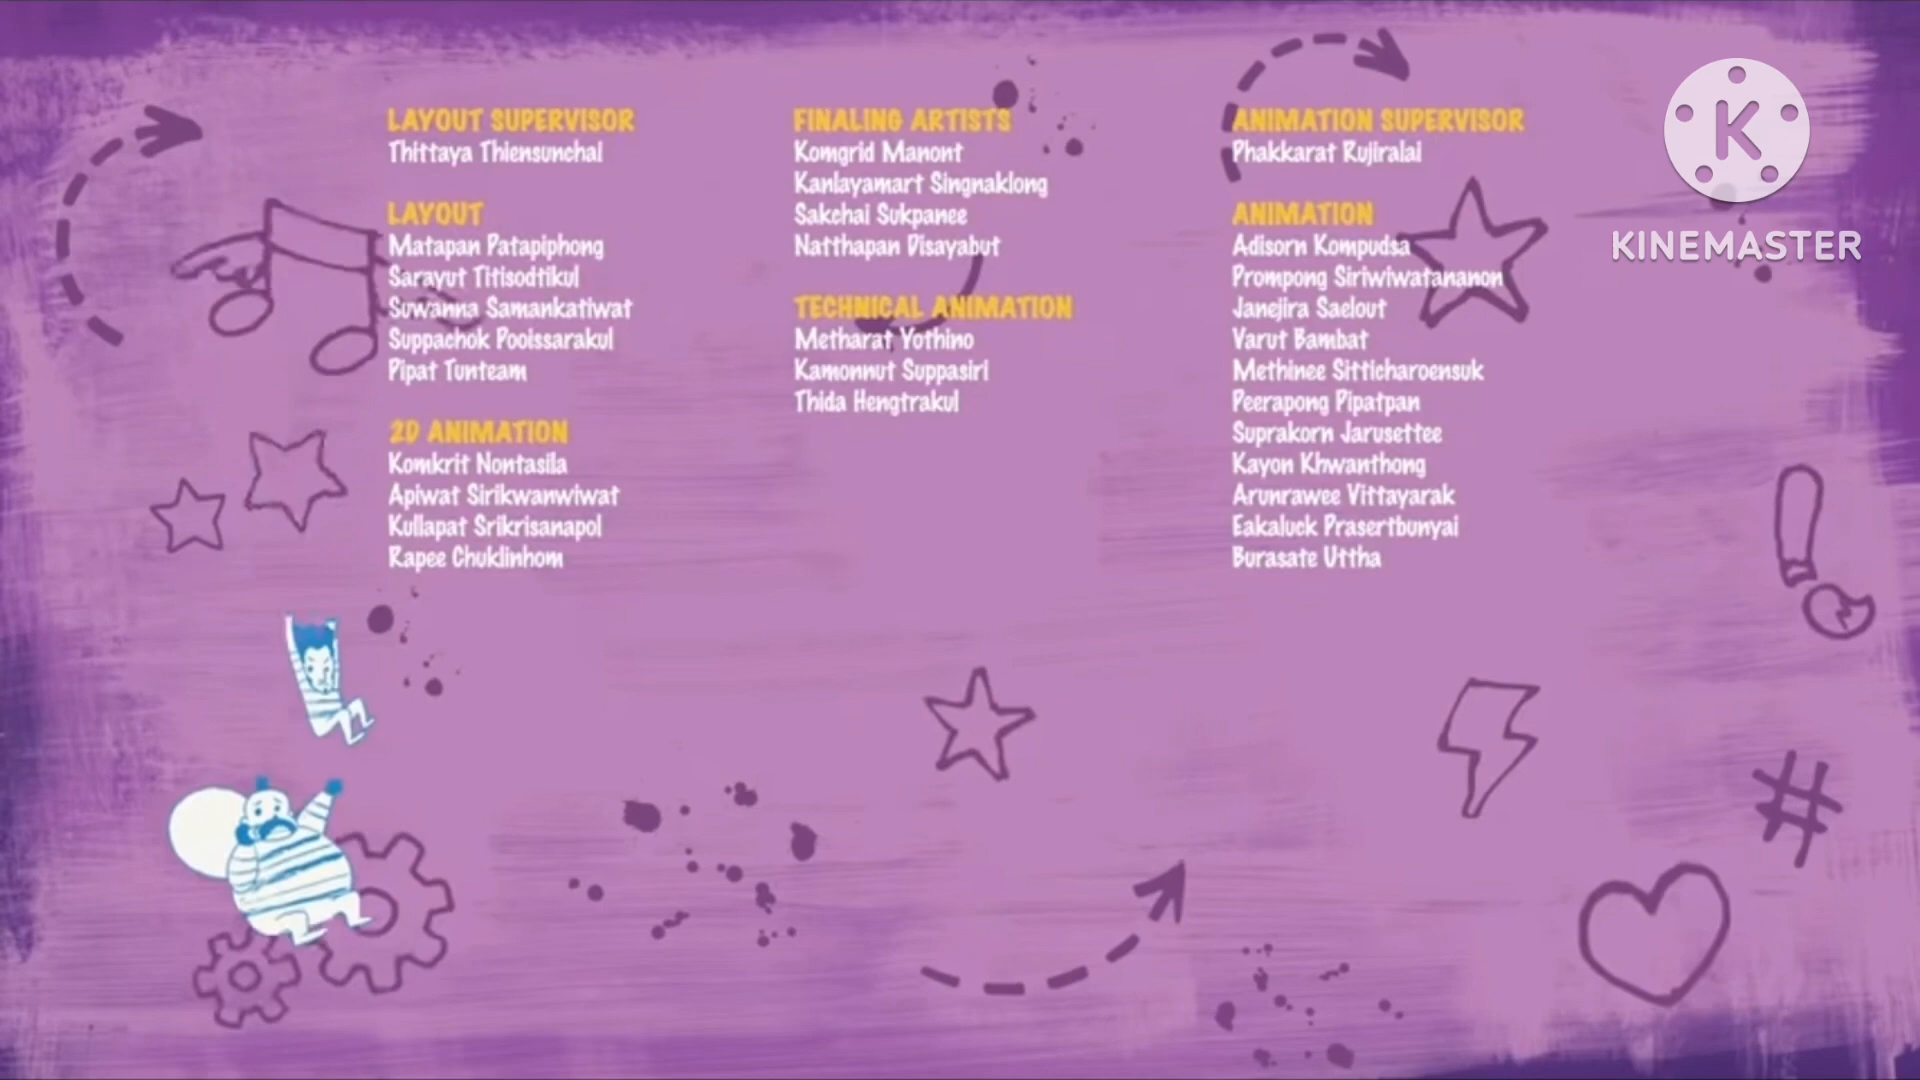 LAYOUT SUPERVISOR
Thittaya Thiensunchai
LAYOUT
Matapan Patapiphong
Sarayut Titisodtikul
Suwanna Samankatiwat
Suppachok Pooissarakul
Pipat Tunteam
2D ANIMATION
Komkrit Nontasila
Apiwat Sirikwanwiwat
Kullapat Srikrisanapol
Rapee Chuklinhom
FINALING ARTISTS
Komgrid Manont
Kanlayamart Singnaklong
Sakchai Sukpanee
Natthapan Disayabut
TECHNICAL ANIMATION
Metharat Yothino
Kamonnut Suppasiri
Thida Hengtrakul
ANIMATION SUPERVISOR
Phakkarat Rujiralai
ANIMATION
Adisorn Kompudsa
Prompong Siriwiwatananon
Janejira Saelout
Varut Bambat
Methinee Sitticharoensuk
Peerapong Pipatpan
Suprakorn Jarusettee
Kayon Khwanthong
Arunrawee Vittayarak
Eakaluck Prasertbunyai
Burasate Uttha
K
KINEMASTER
#